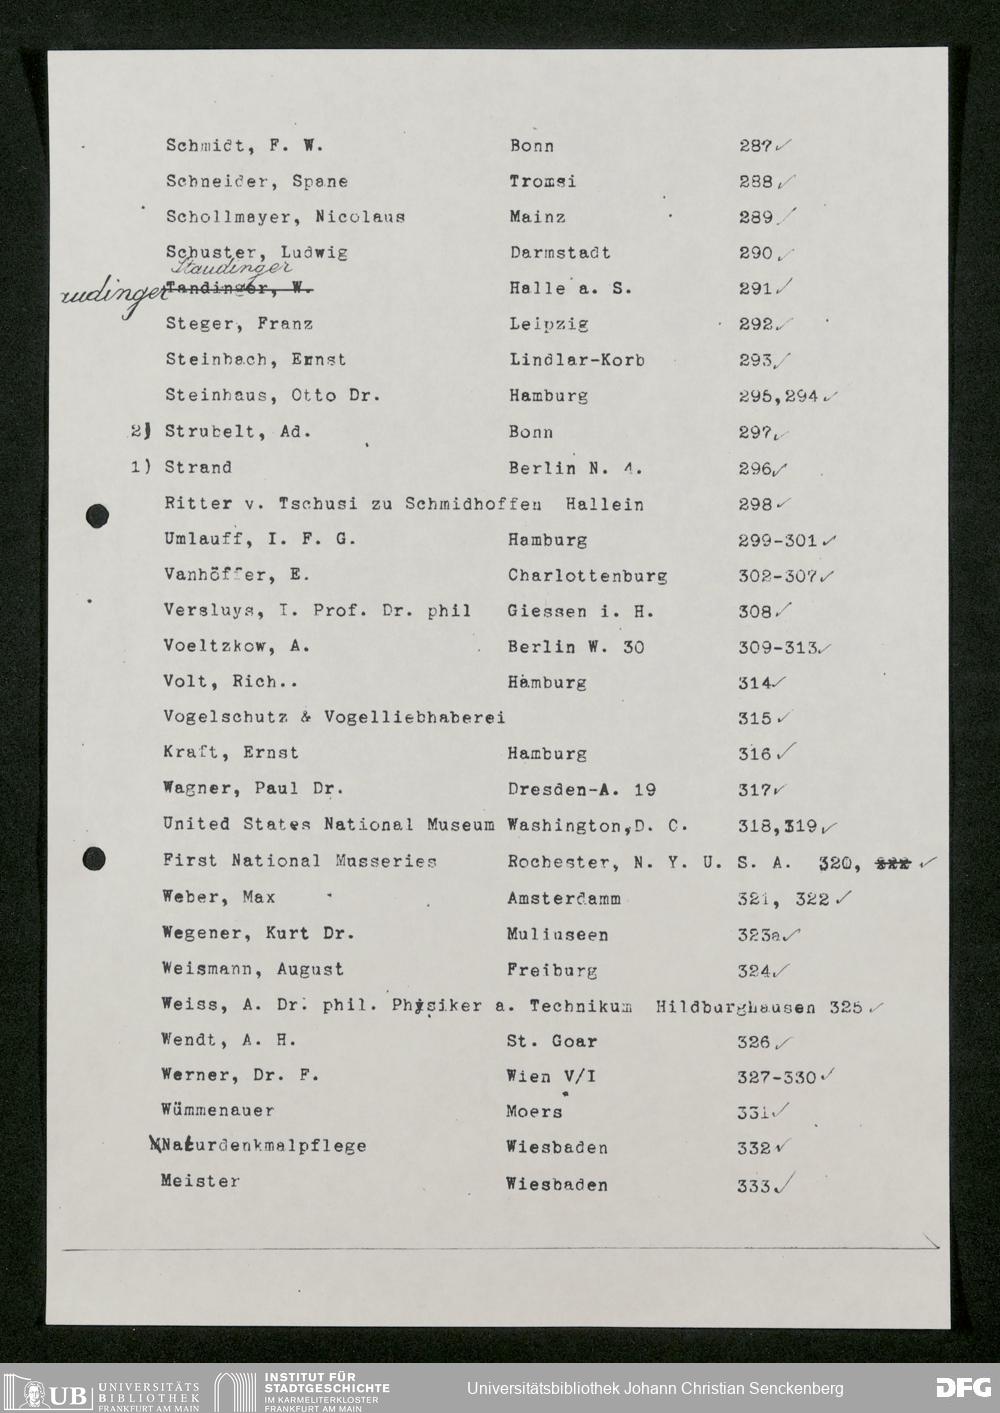 Schmidt, F. W. Bonn 287✓
Schneider, Spane Tromsi 288✓
Schollmayer, Nicolaus Mainz 289✓
Schuster, Ludwig Darmstadt 290✓
Staudinger
udinger Tandinger, W. Halle a. S. 291✓
Steger, Franz Leipzig 292✓
Steinbach, Ernst Lindlar-Korb 293✓
Steinhaus, Otto Dr. Hamburg 295,294✓
2) Strubelt, Ad. Bonn 297✓
1) Strand Berlin N. 4. 296✓
Ritter v. Tschusi zu Schmidhoffen Hallein 298✓
Umlauff, I. F. G. Hamburg 299-301✓
Vanhöffer, E. Charlottenburg 302-307✓
Versluys, I. Prof. Dr. phil Giessen i. H. 308✓
Voeltzkow, A. Berlin W. 30 309-313✓
Volt, Rich.. Hamburg 314✓
Vogelschutz & Vogelliebhaberei 315✓
Kraft, Ernst Hamburg 316✓
Wagner, Paul Dr. Dresden-A. 19 317✓
United States National Museum Washington,D. C. 318,319✓
First National Musseries Rochester, N. Y. U. S. A. 320, ✓
Weber, Max Amsterdamm 321, 322✓
Wegener, Kurt Dr. Muliuseen 323a✓
Weismann, August Freiburg 324✓
Weiss, A. Dr. phil. Physiker a. Technikum Hildburghausen 325✓
Wendt, A. H. St. Goar 326✓
Werner, Dr. F. Wien V/I 327-330✓
Wümmenauer Moers 331✓
Naturdenkmalpflege Wiesbaden 332✓
Meister Wiesbaden 333✓
UB UNIVERSITÄTS BIBLIOTHEK FRANKFURT AM MAIN
INSTITUT FÜR STADTGESCHICHTE IM KARMELITERKLOSTER FRANKFURT AM MAIN
Universitätsbibliothek Johann Christian Senckenberg
DFG